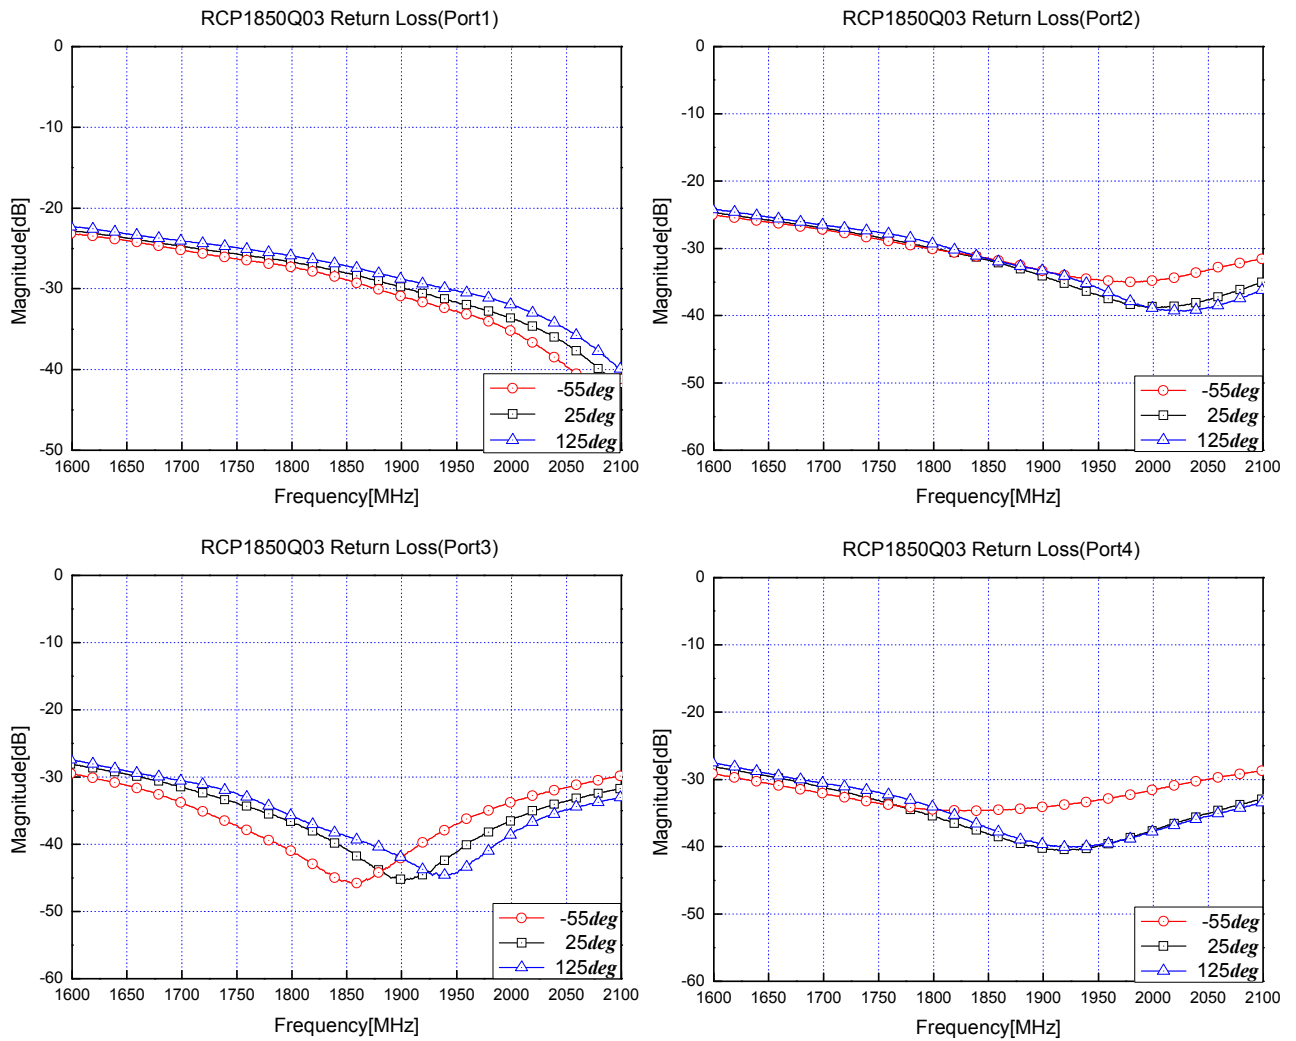 RCP1850Q03 Return Loss(Port1)
0
-10
-20
-30
-40
-50
Magnitude[dB]
-55deg
25deg
125deg
1600 1650 1700 1750 1800 1850 1900 1950 2000 2050 2100
Frequency[MHz]
RCP1850Q03 Return Loss(Port2)
0
-10
-20
-30
-40
-50
-60
Magnitude[dB]
-55deg
25deg
125deg
1600 1650 1700 1750 1800 1850 1900 1950 2000 2050 2100
Frequency[MHz]
RCP1850Q03 Return Loss(Port3)
0
-10
-20
-30
-40
-50
-60
Magnitude[dB]
-55deg
25deg
125deg
1600 1650 1700 1750 1800 1850 1900 1950 2000 2050 2100
Frequency[MHz]
RCP1850Q03 Return Loss(Port4)
0
-10
-20
-30
-40
-50
-60
Magnitude[dB]
-55deg
25deg
125deg
1600 1650 1700 1750 1800 1850 1900 1950 2000 2050 2100
Frequency[MHz]